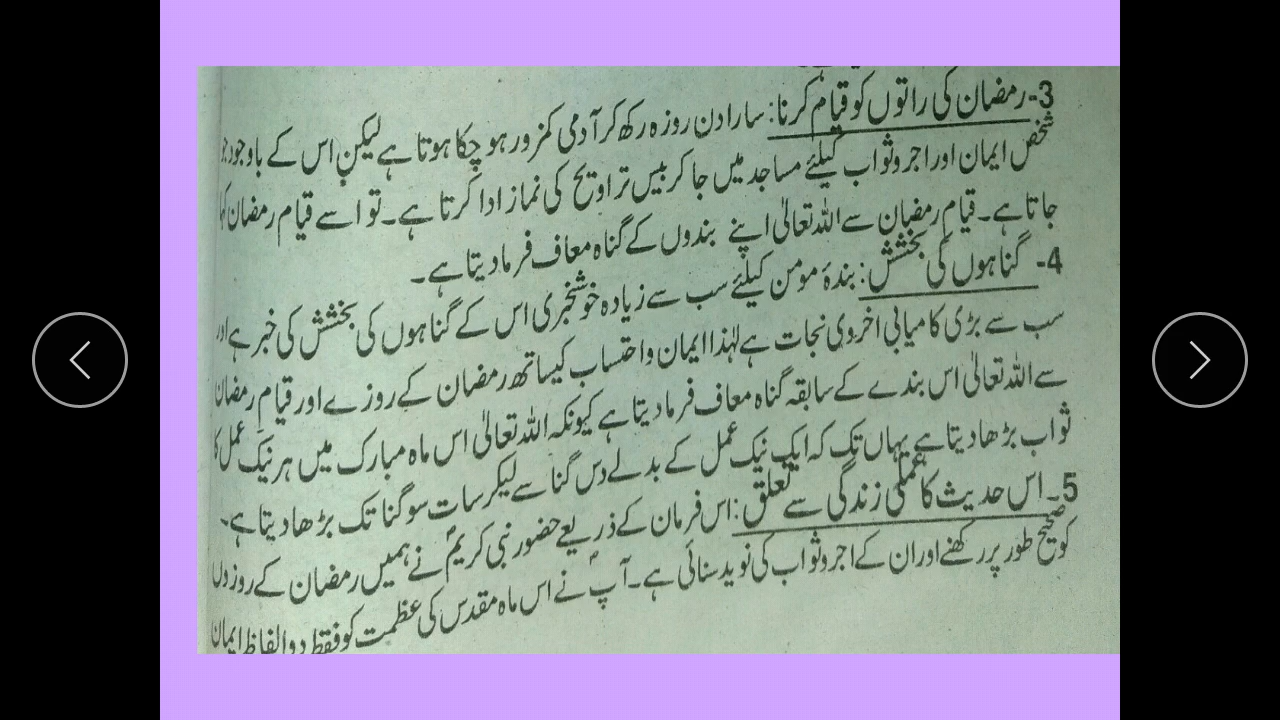 3-رمضان کی راتوں کو قیام کرنا: سارا دن روزہ رکھ کر آدمی کمزور ہو چکا ہوتا ہے لیکن اس کے باوجود جو
شخص ایمان اور اجر و ثواب کیلئے مساجد میں جا کر بیس تراویح کی نماز ادا کرتا ہے۔ تو اسے قیام رمضان کہا
جاتا ہے۔ قیام رمضان سے اللہ تعالیٰ اپنے بندوں کے گناہ معاف فرما دیتا ہے۔
4- گناہوں کی بخشش: بندۂ مومن کیلئے سب سے زیادہ خوشخبری اس کے گناہوں کی بخشش کی خبر ہے اور
سب سے بڑی کامیابی اخروی نجات ہے لہٰذا ایمان و احتساب کیساتھ رمضان کے روزے اور قیامِ رمضان
سے اللہ تعالیٰ اس بندے کے سابقہ گناہ معاف فرما دیتا ہے کیونکہ اللہ تعالیٰ اس ماہ مبارک میں ہر نیک عمل کا
ثواب بڑھا دیتا ہے یہاں تک کہ ایک نیک عمل کے بدلے دس گنا سے لیکر سات سو گنا تک بڑھا دیتا ہے۔
5۔ اس حدیث کا عملی زندگی سے تعلق: اس فرمان کے ذریعے حضور نبی کریمؐ نے ہمیں رمضان کے روزوں
کو صحیح طور پر رکھنے اور ان کے اجر و ثواب کی نوید سنائی ہے۔ آپؐ نے اس ماہ مقدس کی عظمت کو فقط دو الفاظ ایمان